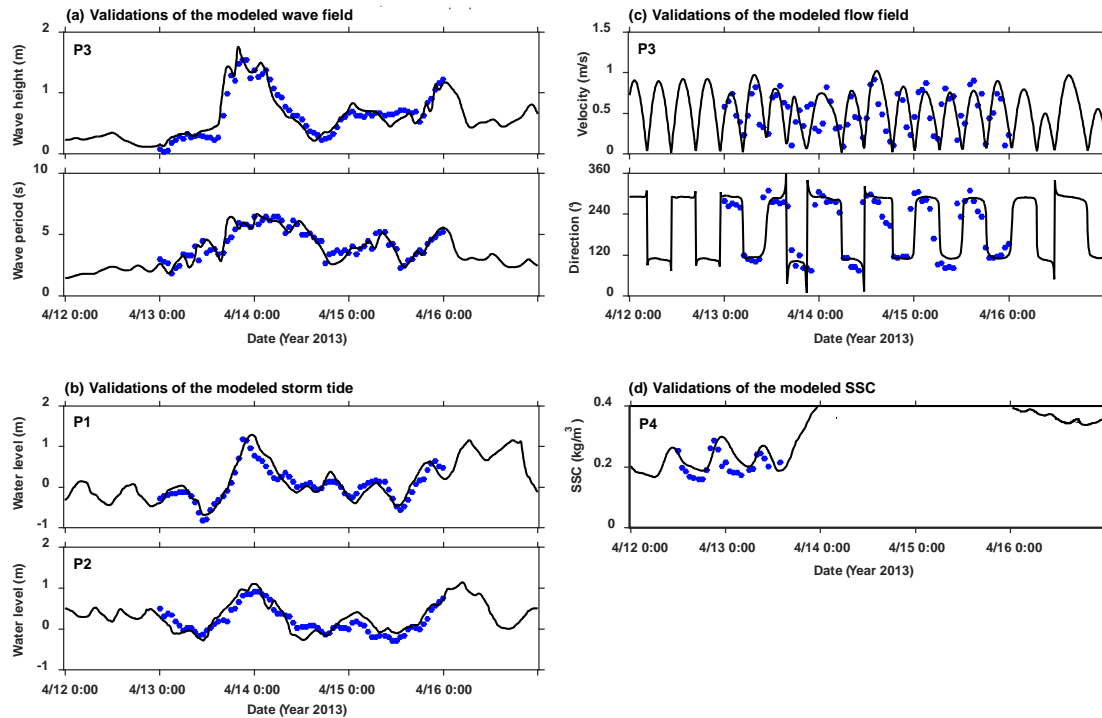 (a) Validations of the modeled wave field
P3
Wave height (m)
2
1
0
Wave period (s)
10
5
0
4/12 0:00 4/13 0:00 4/14 0:00 4/15 0:00 4/16 0:00
Date (Year 2013)
(b) Validations of the modeled storm tide
P1
Water level (m)
2
1
0
-1
P2
Water level (m)
2
1
0
-1
4/12 0:00 4/13 0:00 4/14 0:00 4/15 0:00 4/16 0:00
Date (Year 2013)
(c) Validations of the modeled flow field
P3
Velocity (m/s)
1.5
1
0.5
0
Direction (°)
360
240
120
0
4/12 0:00 4/13 0:00 4/14 0:00 4/15 0:00 4/16 0:00
Date (Year 2013)
(d) Validations of the modeled SSC
P4
SSC (kg/m³)
0.4
0.2
0
4/12 0:00 4/13 0:00 4/14 0:00 4/15 0:00 4/16 0:00
Date (Year 2013)